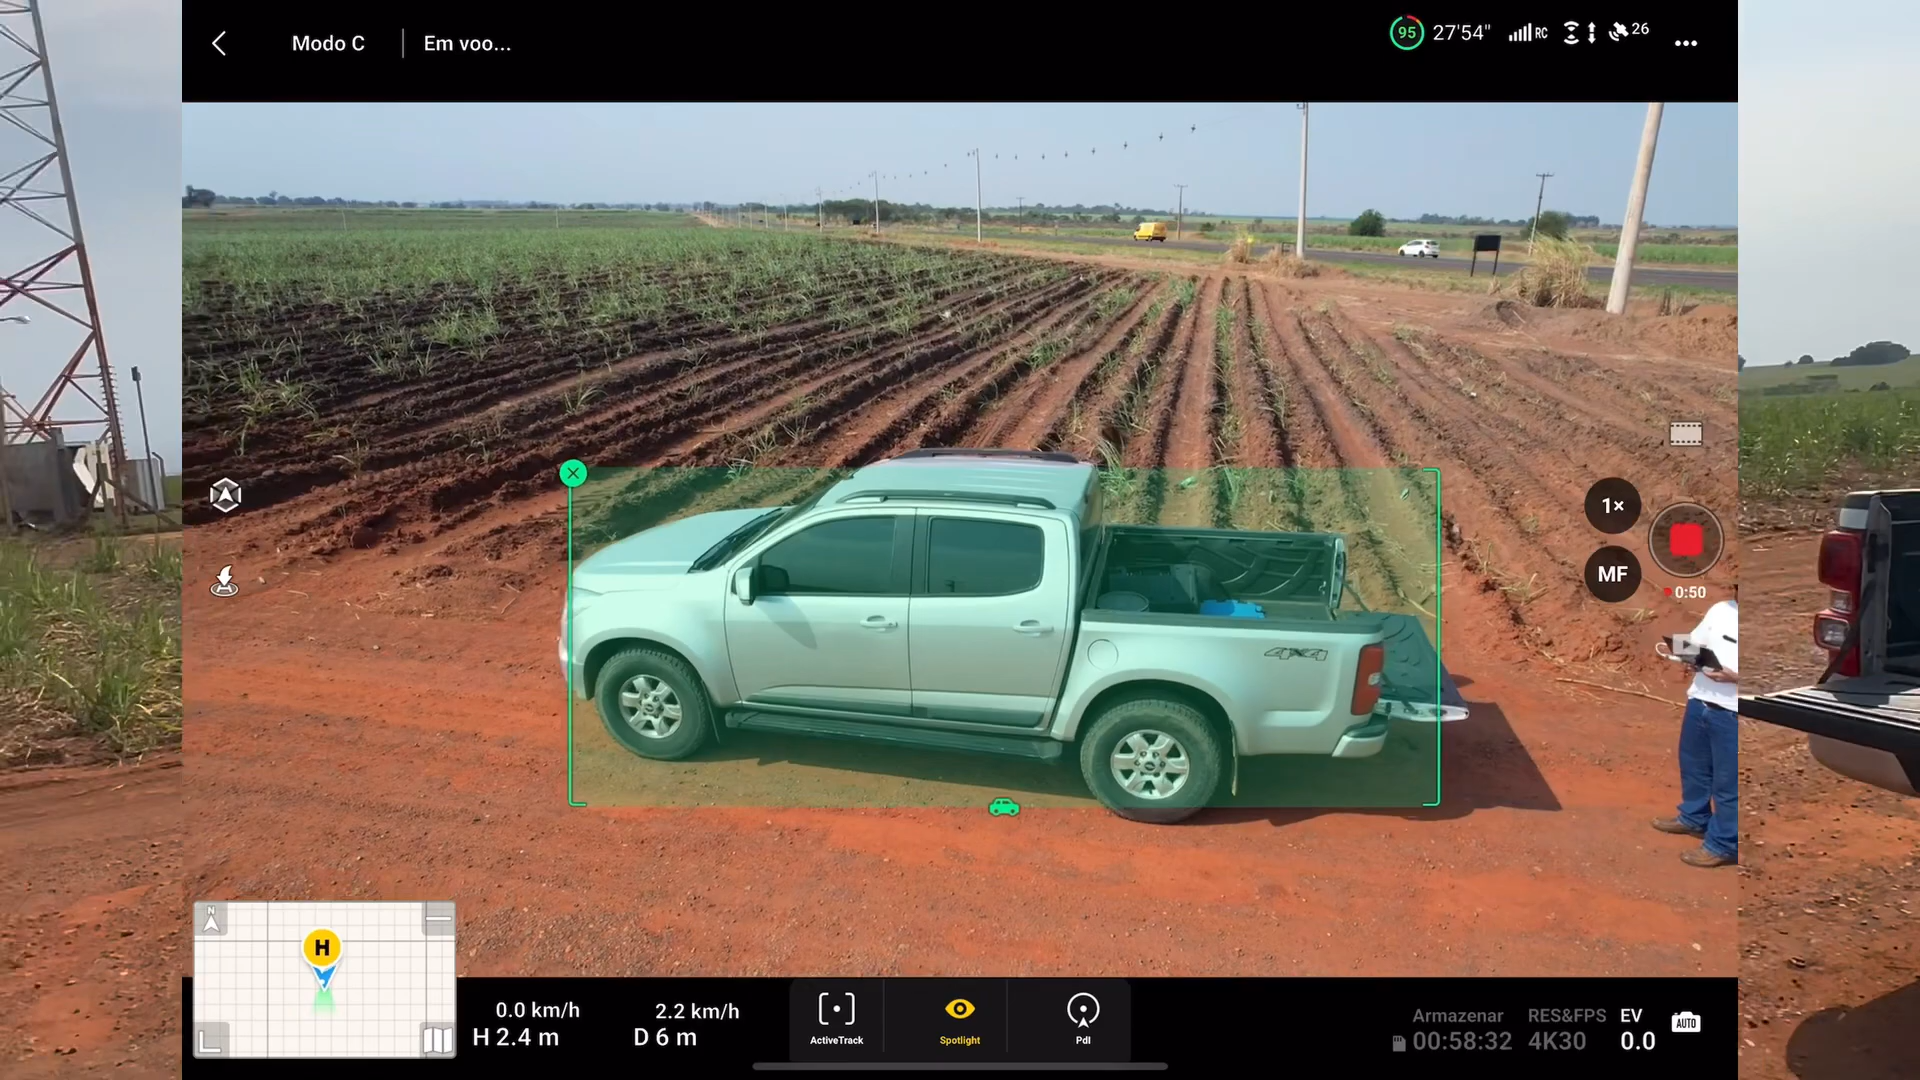 Modo C
Em voo...
95
27'54"
RC
26
1×
MF
0:50
4x4
N
H
0.0 km/h
2.2 km/h
H 2.4 m
D 6 m
ActiveTrack
Spotlight
PdI
Armazenar
RES&FPS
EV
00:58:32
4K30
0.0
AUTO